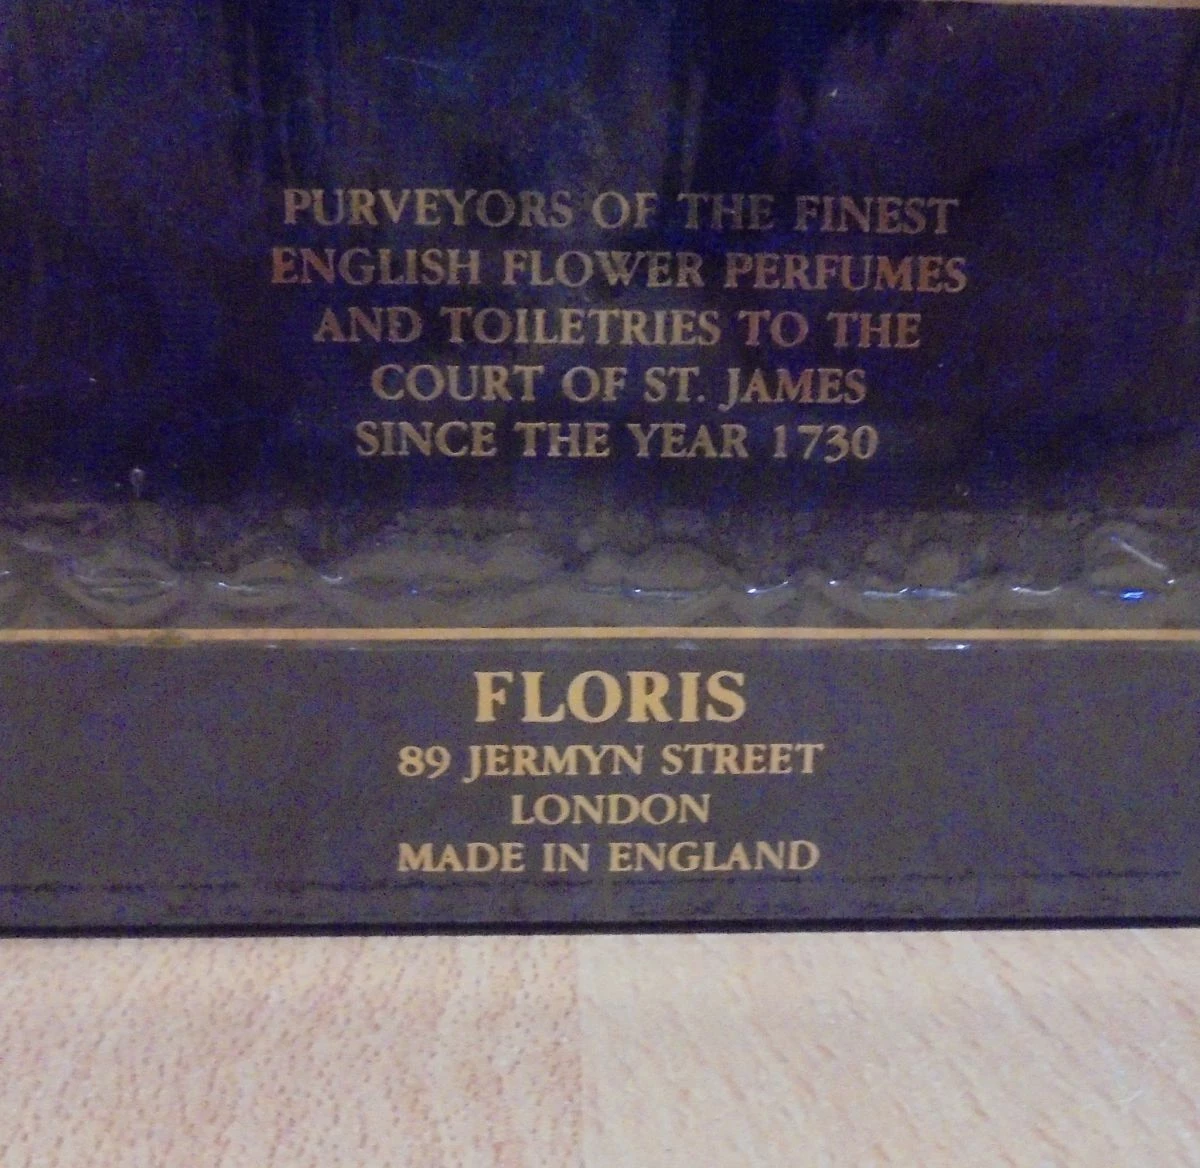 PURVEYORS OF THE FINEST
ENGLISH FLOWER PERFUMES
AND TOILETRIES TO THE
COURT OF ST. JAMES
SINCE THE YEAR 1730
FLORIS
89 JERMYN STREET
LONDON
MADE IN ENGLAND